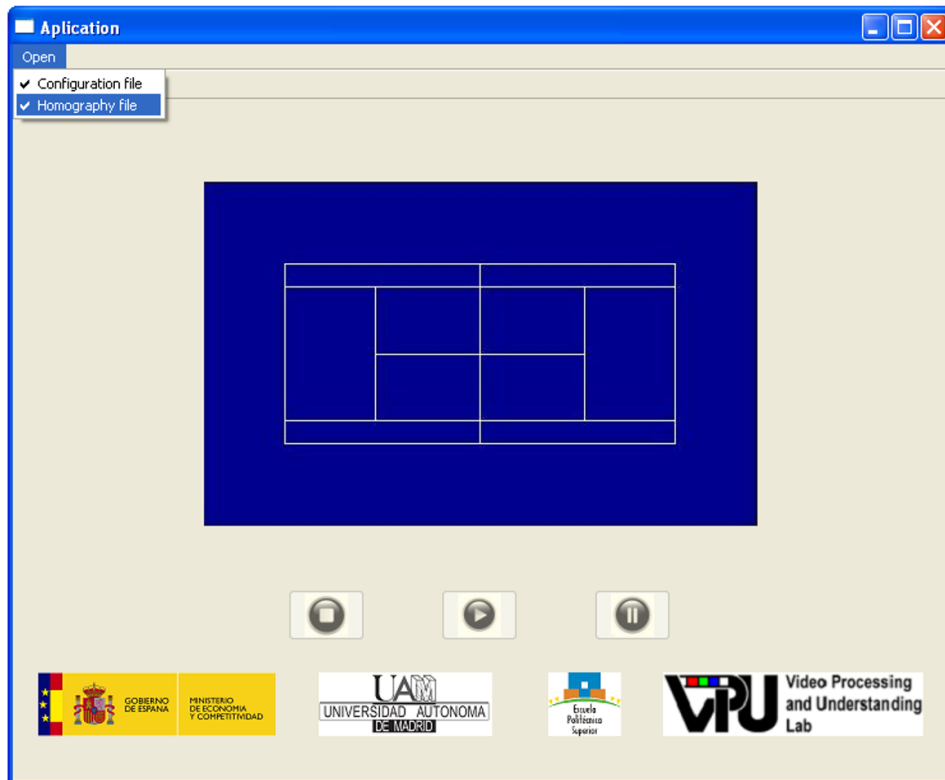 Aplication
Open
Configuration file
Homography file
GOBIERNO
DE ESPAÑA
MINISTERIO
DE ECONOMIA
Y COMPETITIVIDAD
UAM
UNIVERSIDAD AUTONOMA
DE MADRID
Escuela
Politécnica
Superior
VPU
Video Processing
and Understanding
Lab